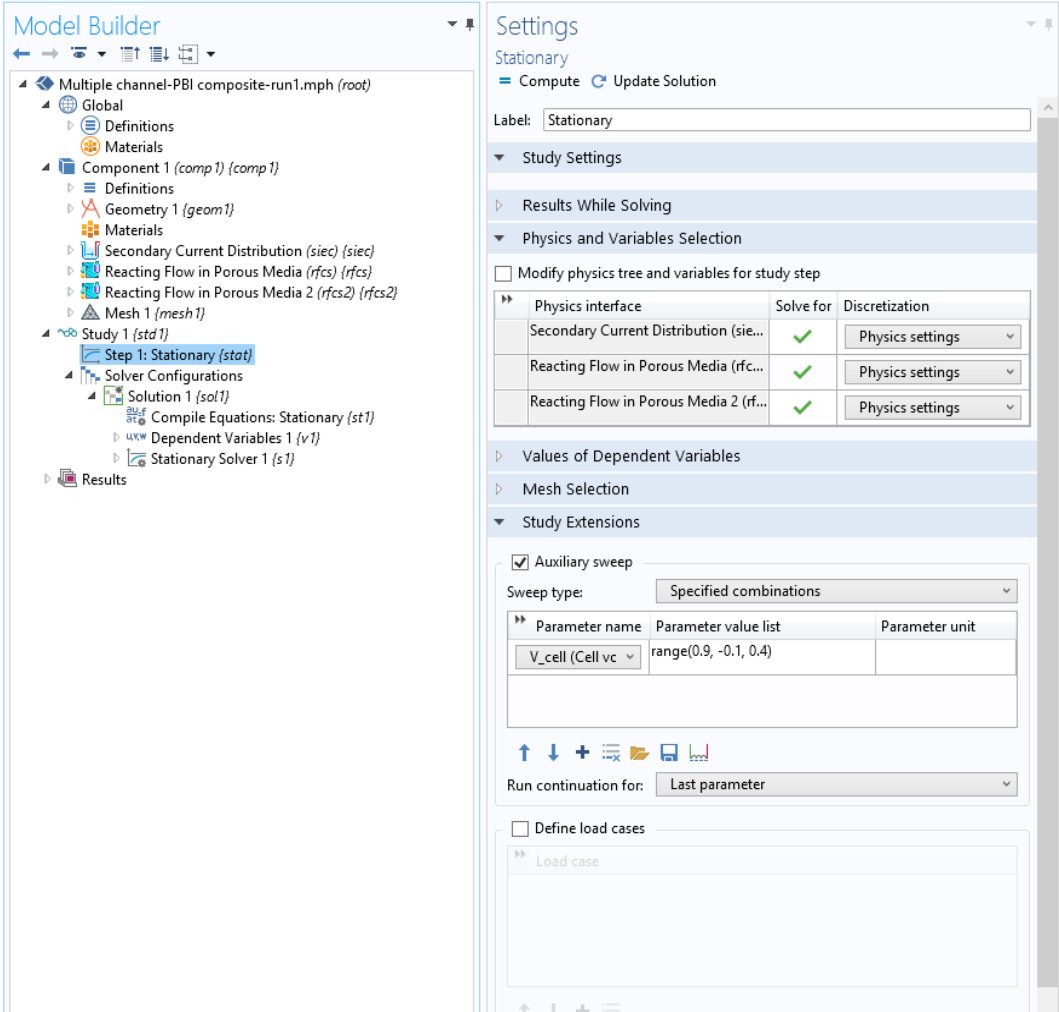 Model Builder
Multiple channel-PBI composite-run1.mph (root)
Global
Definitions
Materials
Component 1 (comp1) {comp1}
Definitions
Geometry 1 {geom1}
Materials
Secondary Current Distribution (siec) {siec}
Reacting Flow in Porous Media (rfcs) {rfcs}
Reacting Flow in Porous Media 2 (rfcs2) {rfcs2}
Mesh 1 {mesh1}
Study 1 {std1}
Step 1: Stationary {stat}
Solver Configurations
Solution 1 {sol1}
Compile Equations: Stationary {st1}
Dependent Variables 1 {v1}
Stationary Solver 1 {s1}
Results
Settings
Stationary
= Compute Update Solution
Label: Stationary
Study Settings
Results While Solving
Physics and Variables Selection
Modify physics tree and variables for study step
Physics interface Solve for Discretization
Secondary Current Distribution (sie... Physics settings
Reacting Flow in Porous Media (rfc... Physics settings
Reacting Flow in Porous Media 2 (rf... Physics settings
Values of Dependent Variables
Mesh Selection
Study Extensions
Auxiliary sweep
Sweep type: Specified combinations
Parameter name Parameter value list Parameter unit
V_cell (Cell vc range(0.9, -0.1, 0.4)
Run continuation for: Last parameter
Define load cases
Load case